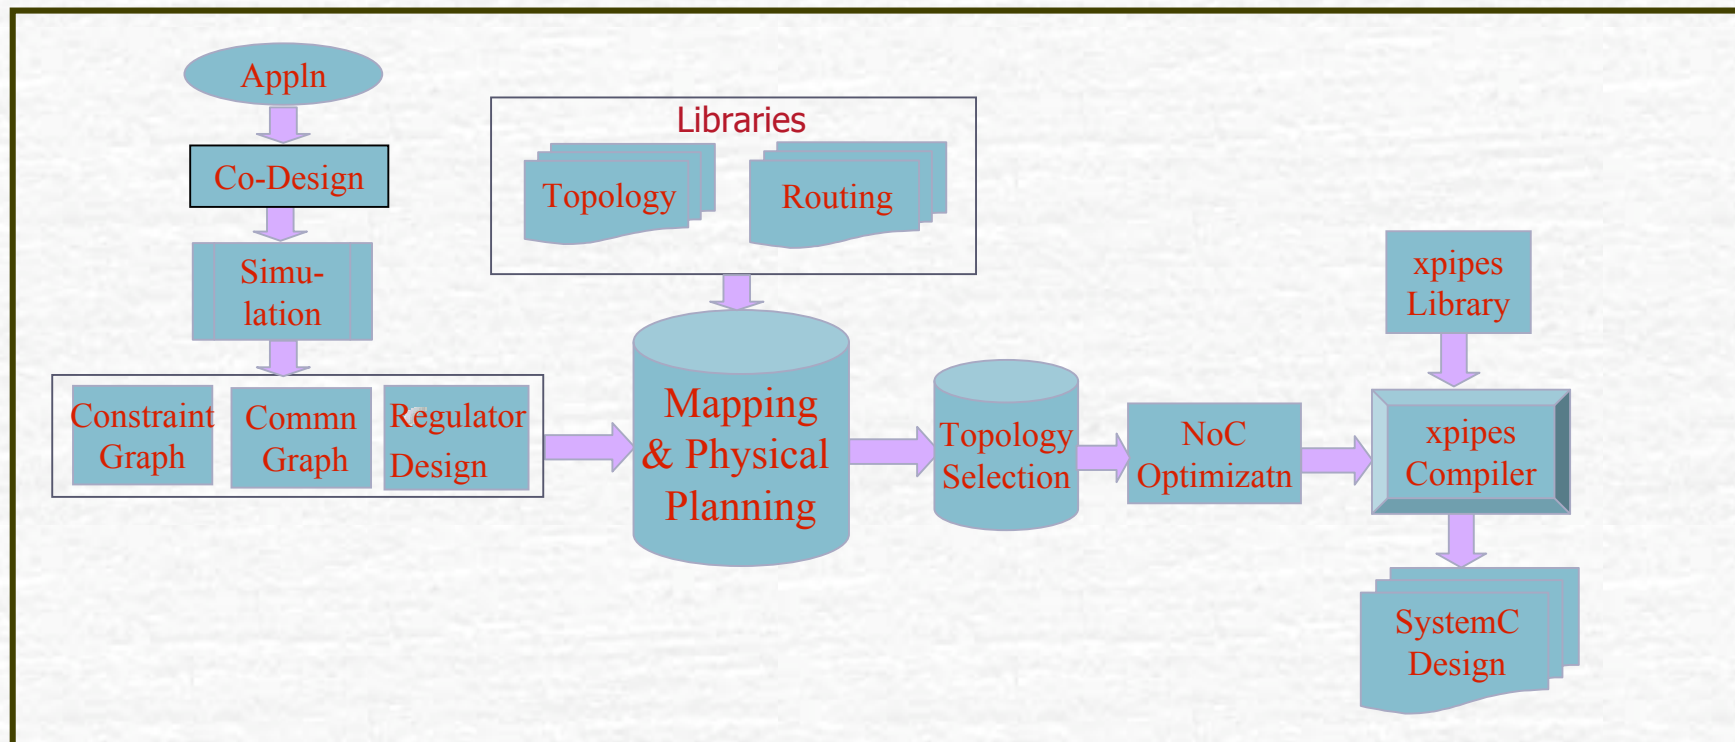 Appln
Co-Design
Simu-
lation
Constraint
Graph
Commn
Graph
Regulator
Design
Libraries
Topology
Routing
Mapping
& Physical
Planning
Topology
Selection
NoC
Optimizatn
xpipes
Library
xpipes
Compiler
SystemC
Design